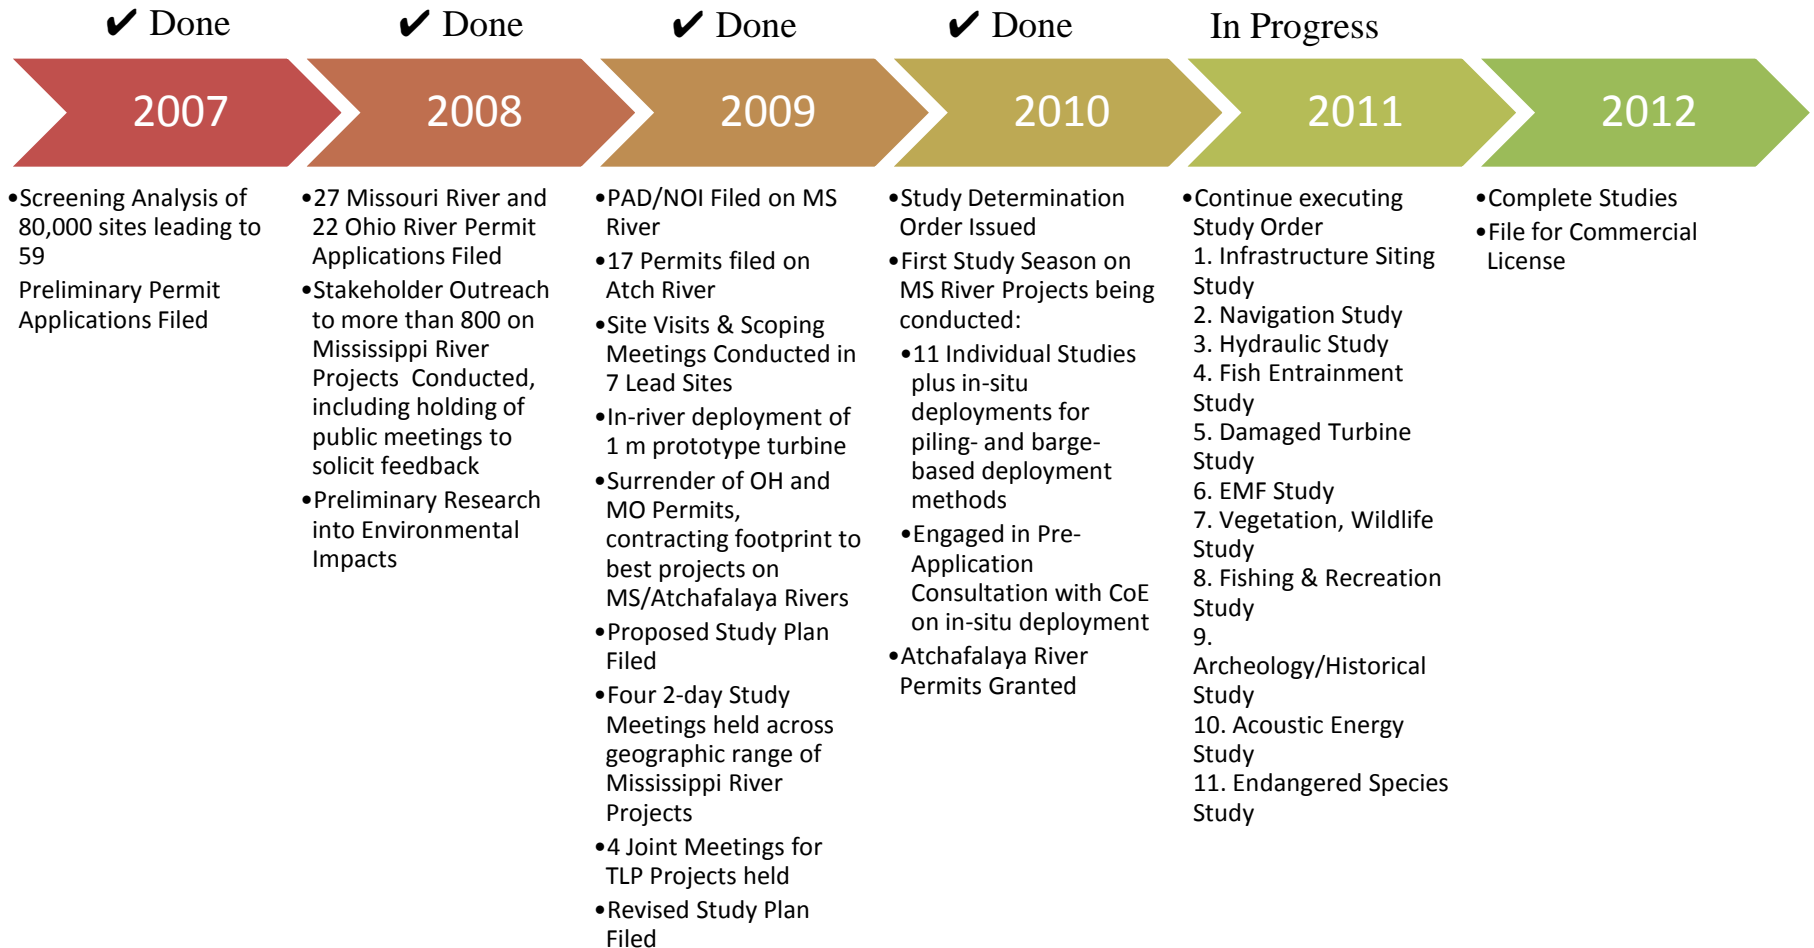 ✔ Done
✔ Done
✔ Done
✔ Done
In Progress
2007
2008
2009
2010
2011
2012
•Screening Analysis of
80,000 sites leading to
59
Preliminary Permit
Applications Filed
•27 Missouri River and
22 Ohio River Permit
Applications Filed
•Stakeholder Outreach
to more than 800 on
Mississippi River
Projects Conducted,
including holding of
public meetings to
solicit feedback
•Preliminary Research
into Environmental
Impacts
•PAD/NOI Filed on MS
River
•17 Permits filed on
Atch River
•Site Visits & Scoping
Meetings Conducted in
7 Lead Sites
•In-river deployment of
1 m prototype turbine
•Surrender of OH and
MO Permits,
contracting footprint to
best projects on
MS/Atchafalaya Rivers
•Proposed Study Plan
Filed
•Four 2-day Study
Meetings held across
geographic range of
Mississippi River
Projects
•4 Joint Meetings for
TLP Projects held
•Revised Study Plan
Filed
•Study Determination
Order Issued
•First Study Season on
MS River Projects being
conducted:
•11 Individual Studies
plus in-situ
deployments for
piling- and barge-
based deployment
methods
•Engaged in Pre-
Application
Consultation with CoE
on in-situ deployment
•Atchafalaya River
Permits Granted
•Continue executing
Study Order
1. Infrastructure Siting
Study
2. Navigation Study
3. Hydraulic Study
4. Fish Entrainment
Study
5. Damaged Turbine
Study
6. EMF Study
7. Vegetation, Wildlife
Study
8. Fishing & Recreation
Study
9.
Archeology/Historical
Study
10. Acoustic Energy
Study
11. Endangered Species
Study
•Complete Studies
•File for Commercial
License